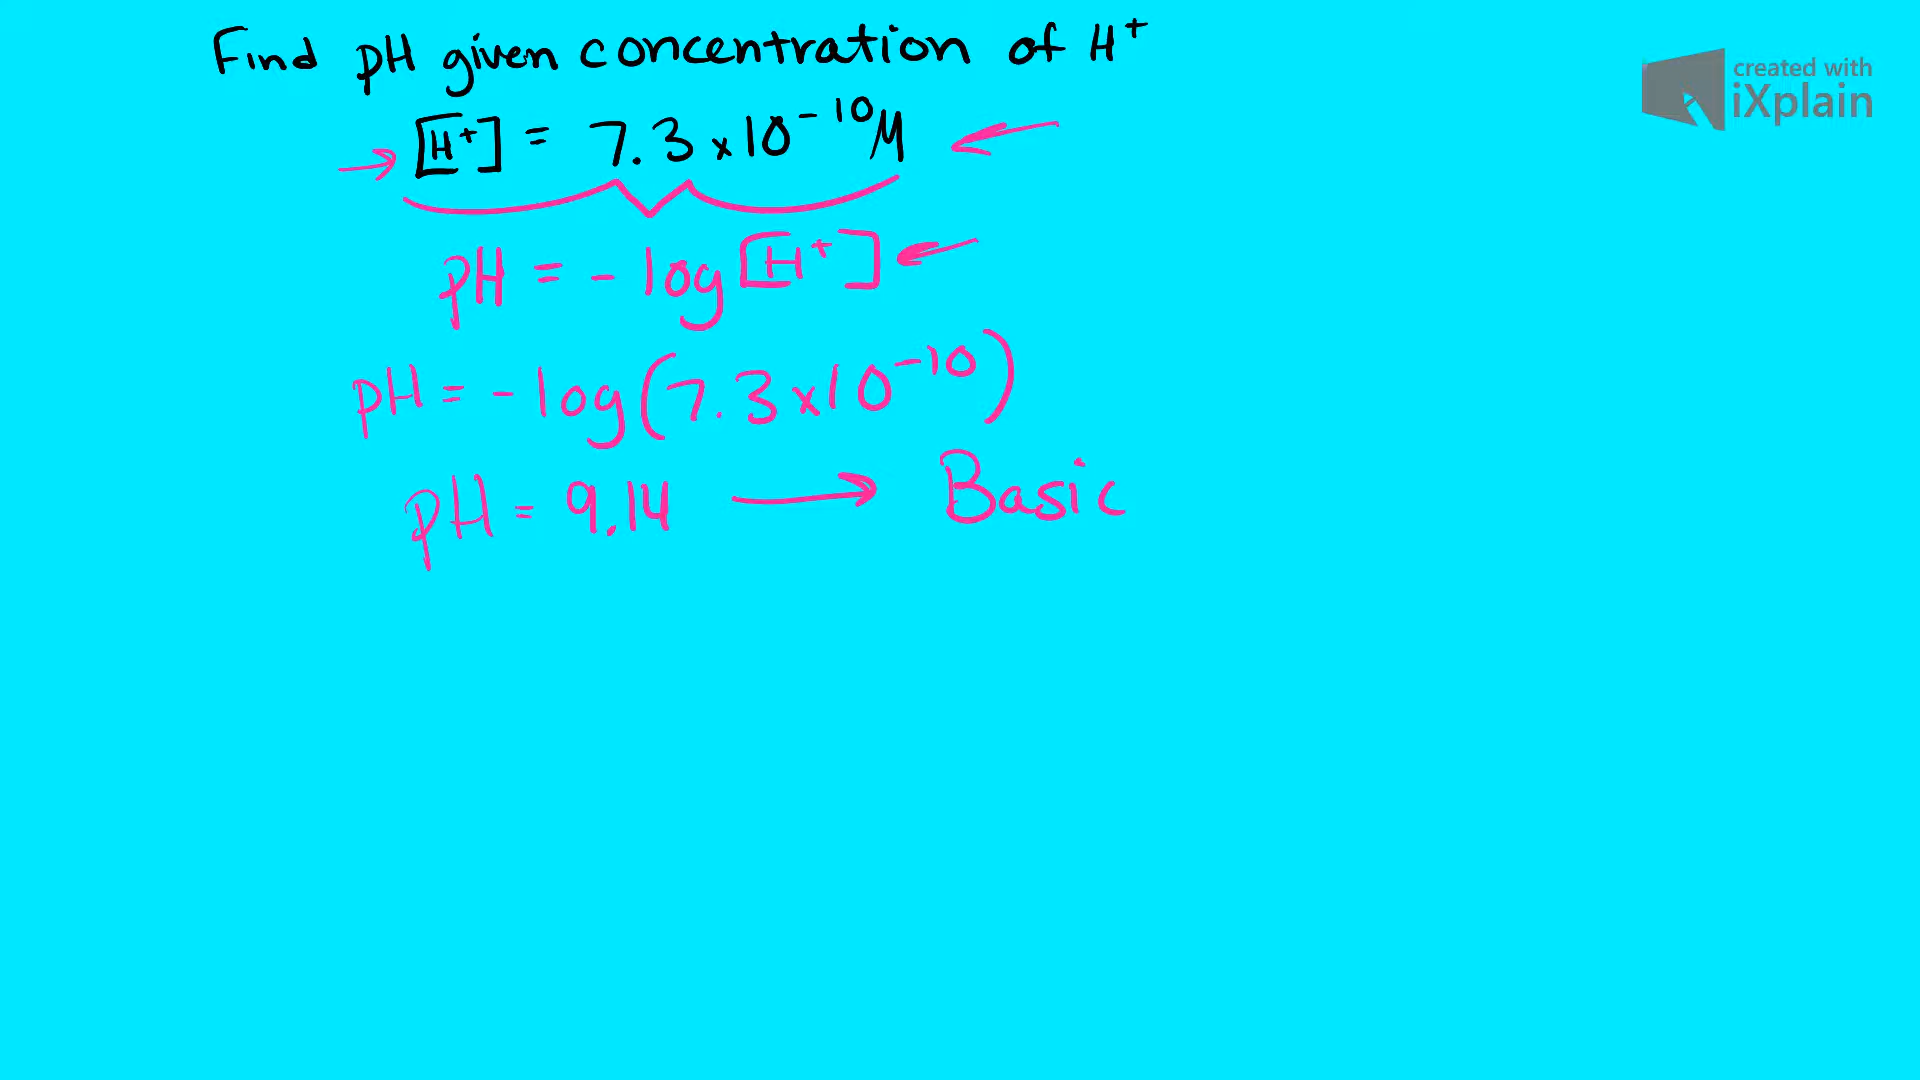 Find pH given concentration of H⁺
created with
iXplain
[H⁺] = 7.3 x 10⁻¹⁰ M
pH = - log [H⁺]
pH = - log (7.3 x 10⁻¹⁰)
pH = 9.14 → Basic